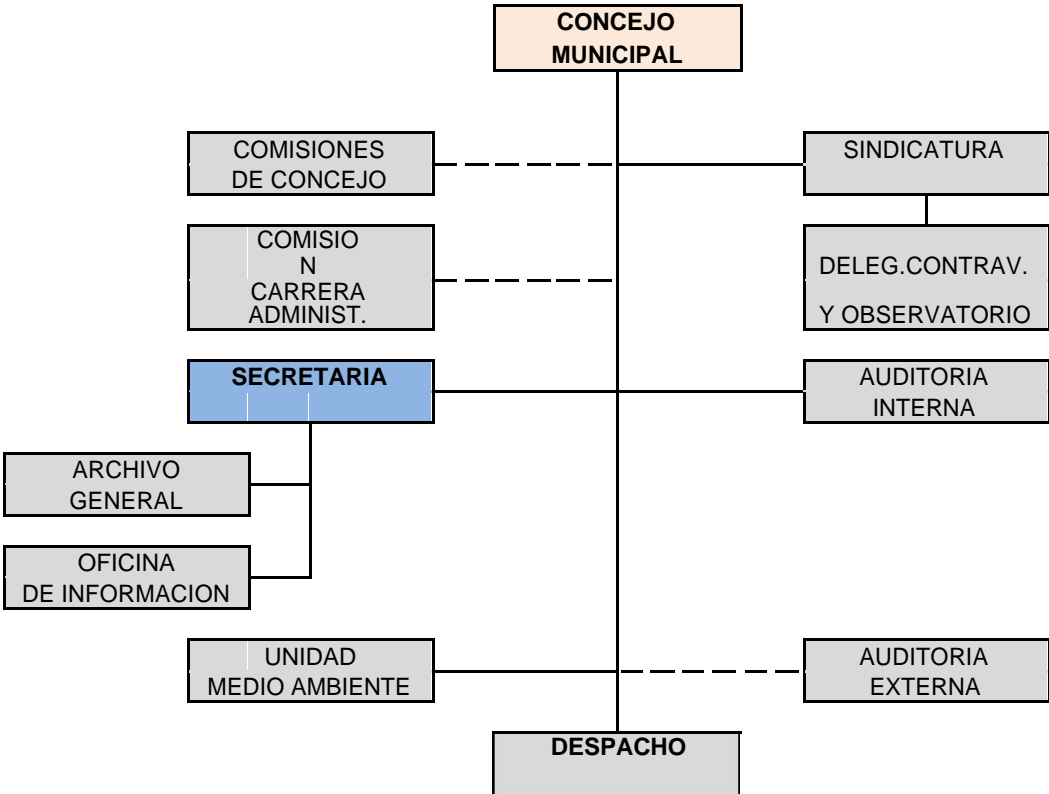 CONCEJO
MUNICIPAL
COMISIONES
DE CONCEJO
SINDICATURA
COMISIO
N
CARRERA
ADMINIST.
DELEG.CONTRAV.
Y OBSERVATORIO
SECRETARIA
AUDITORIA
INTERNA
ARCHIVO
GENERAL
OFICINA
DE INFORMACION
UNIDAD
MEDIO AMBIENTE
AUDITORIA
EXTERNA
DESPACHO